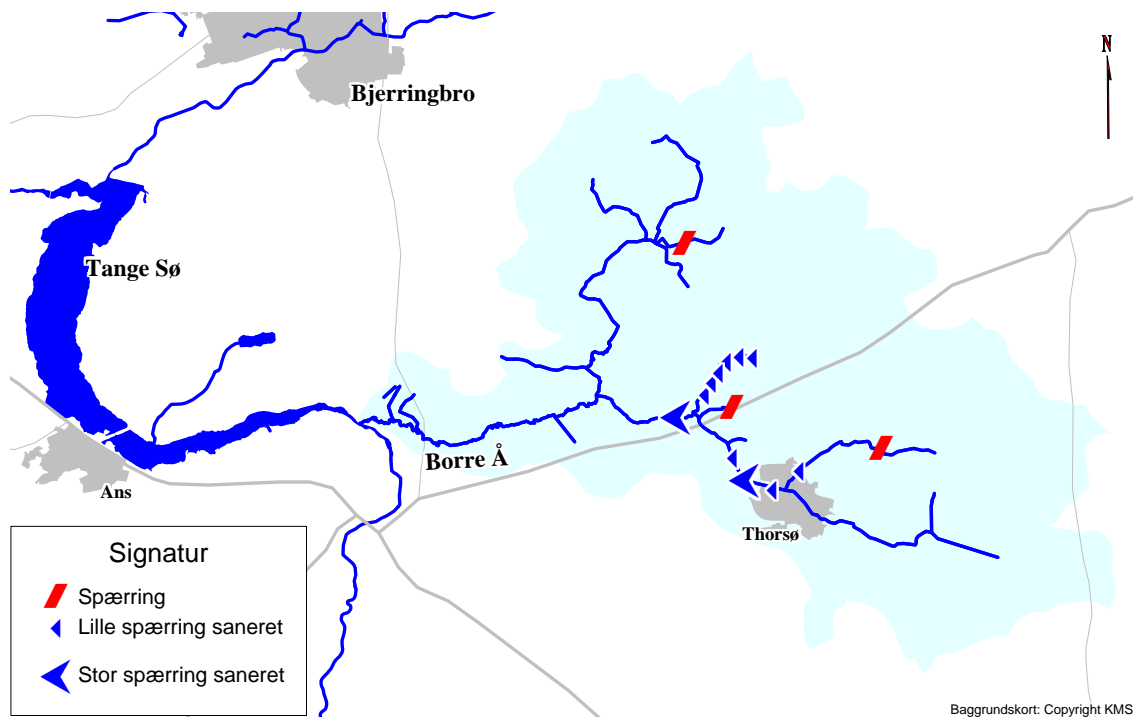 N
Bjerringbro
Tange Sø
Borre Å
Ans
Thorsø
Signatur
Spærring
Lille spærring saneret
Stor spærring saneret
Baggrundskort: Copyright KMS